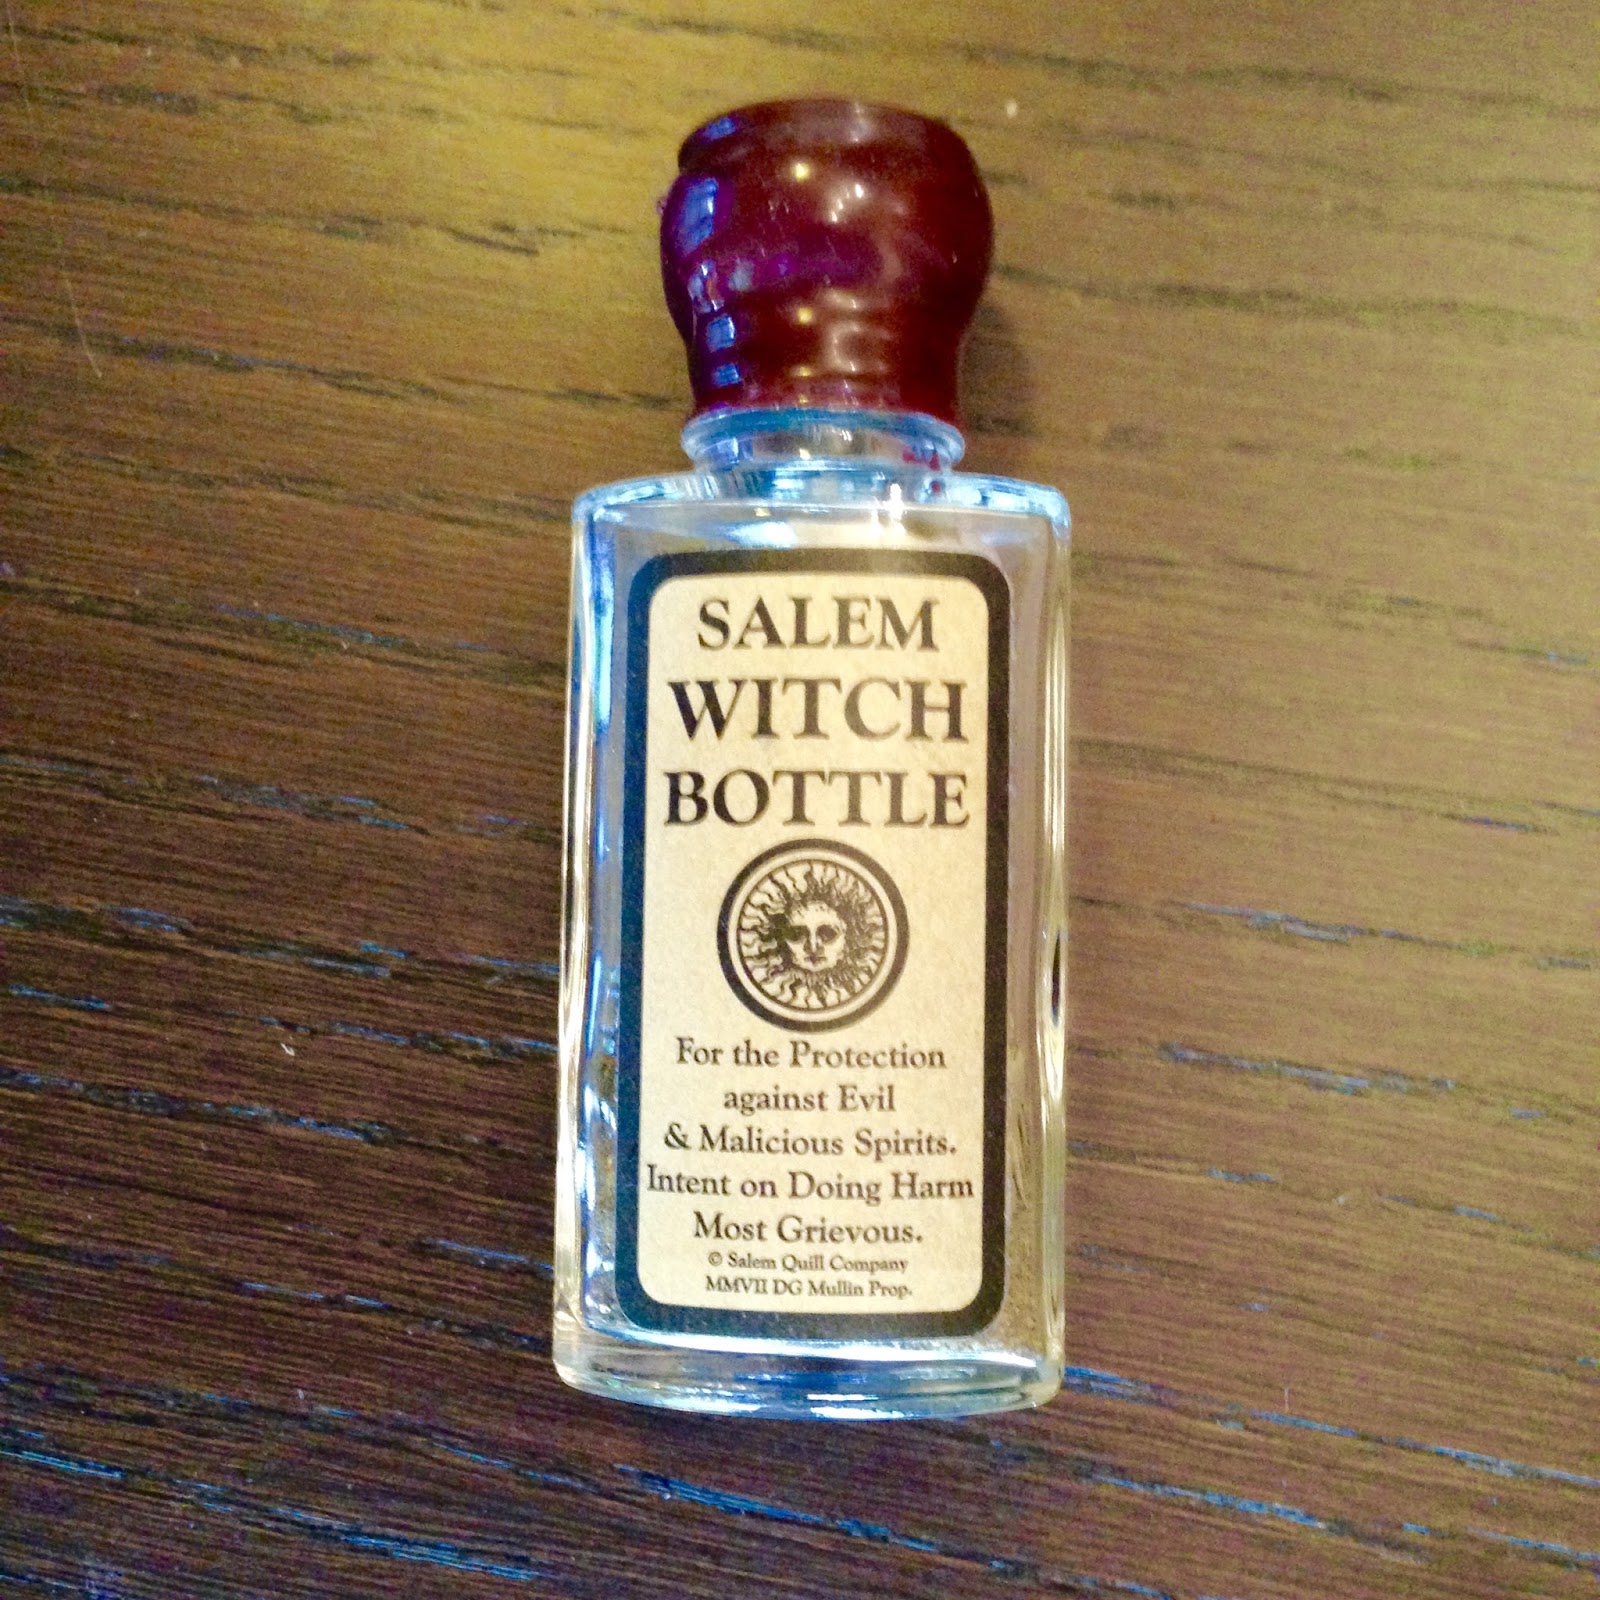 SALEM
WITCH
BOTTLE
For the Protection
against Evil
& Malicious Spirits.
Intent on Doing Harm
Most Grievous.
© Salem Quill Company
MMVII DG Mullin Prop.